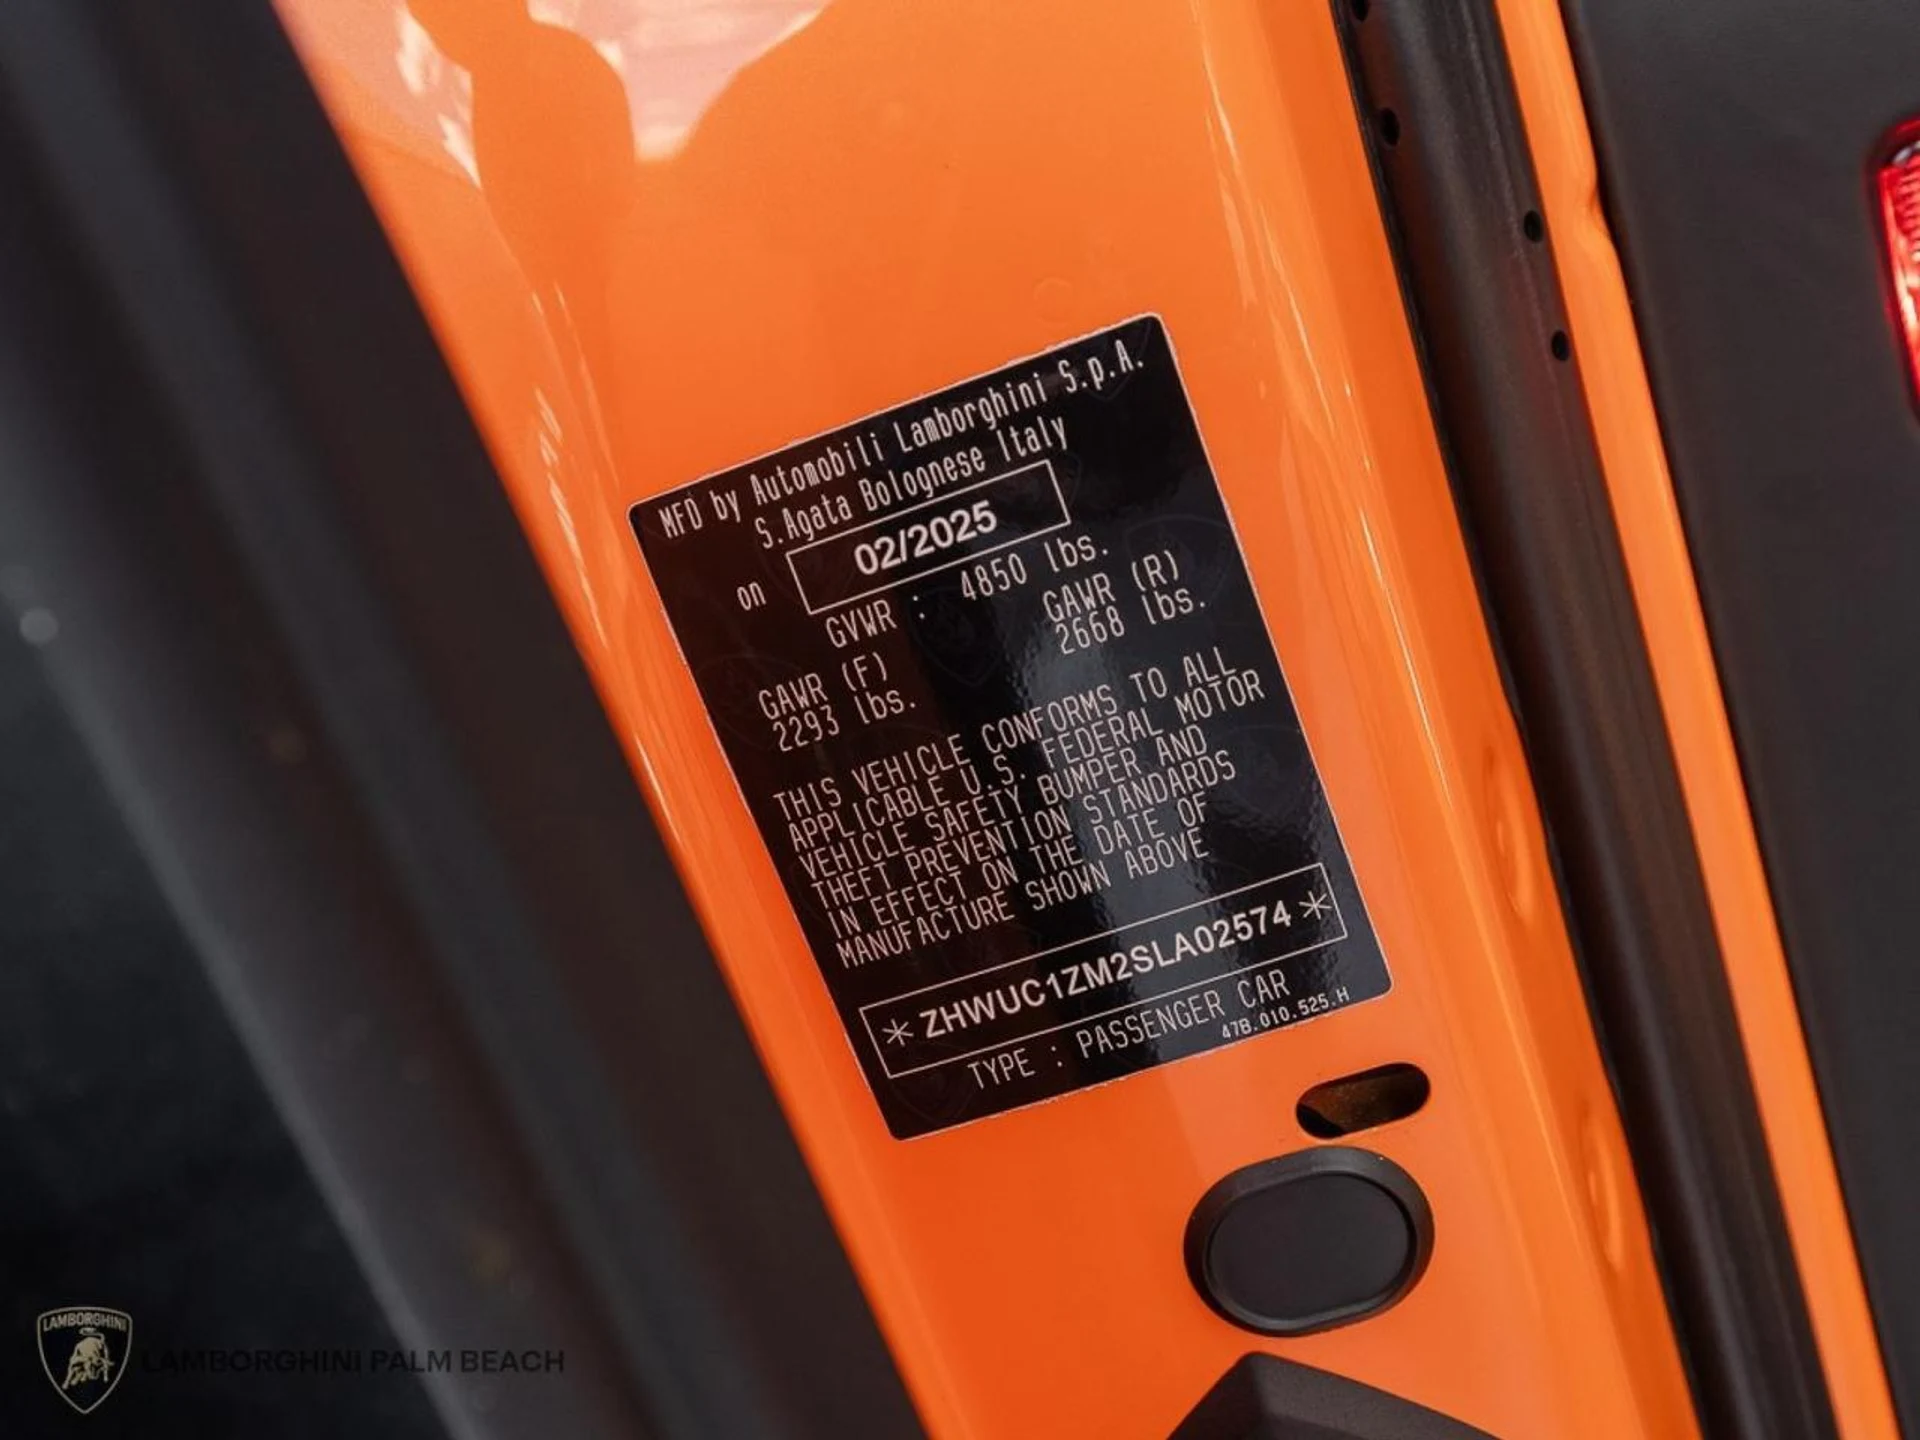 MFD by Automobili Lamborghini S.p.A.
S.Agata Bolognese Italy
on 02/2025
GVWR : 4850 lbs.
GAWR (F) GAWR (R)
2293 lbs. 2668 lbs.
THIS VEHICLE CONFORMS TO ALL
APPLICABLE U.S. FEDERAL MOTOR
VEHICLE SAFETY BUMPER AND
THEFT PREVENTION STANDARDS
IN EFFECT ON THE DATE OF
MANUFACTURE SHOWN ABOVE
* ZHWUC1ZM2SLA02574 *
TYPE : PASSENGER CAR
47B.010.525.H
LAMBORGHINI
LAMBORGHINI PALM BEACH